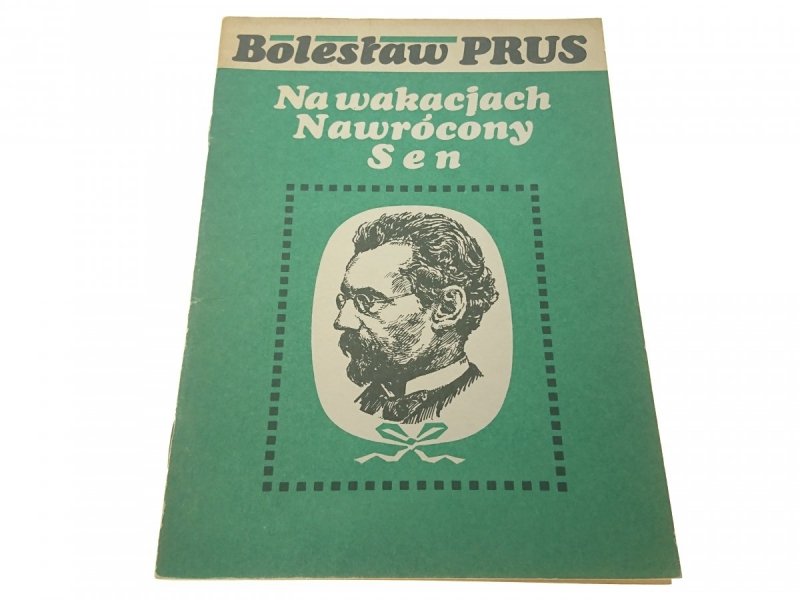 Bolesław PRUS
Na wakacjach
Nawrócony
Sen